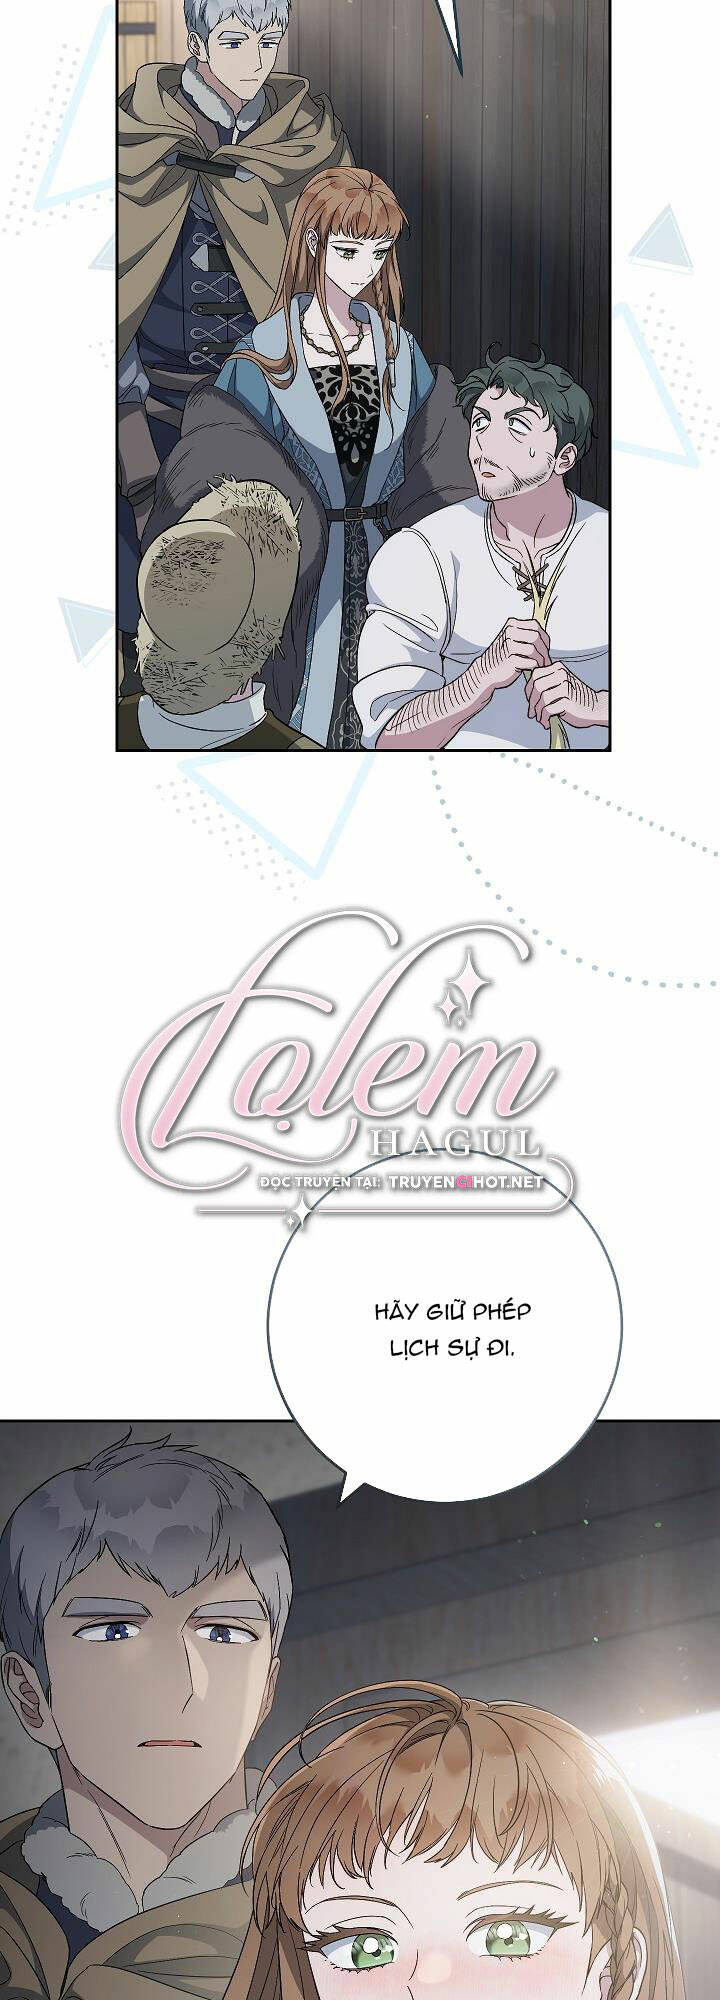 Lọlem
HAGUL
ĐỌC TRUYỆN TẠI: TRUYENGIHOT.NET
HÃY GIỮ PHÉP
LỊCH SỰ ĐI.